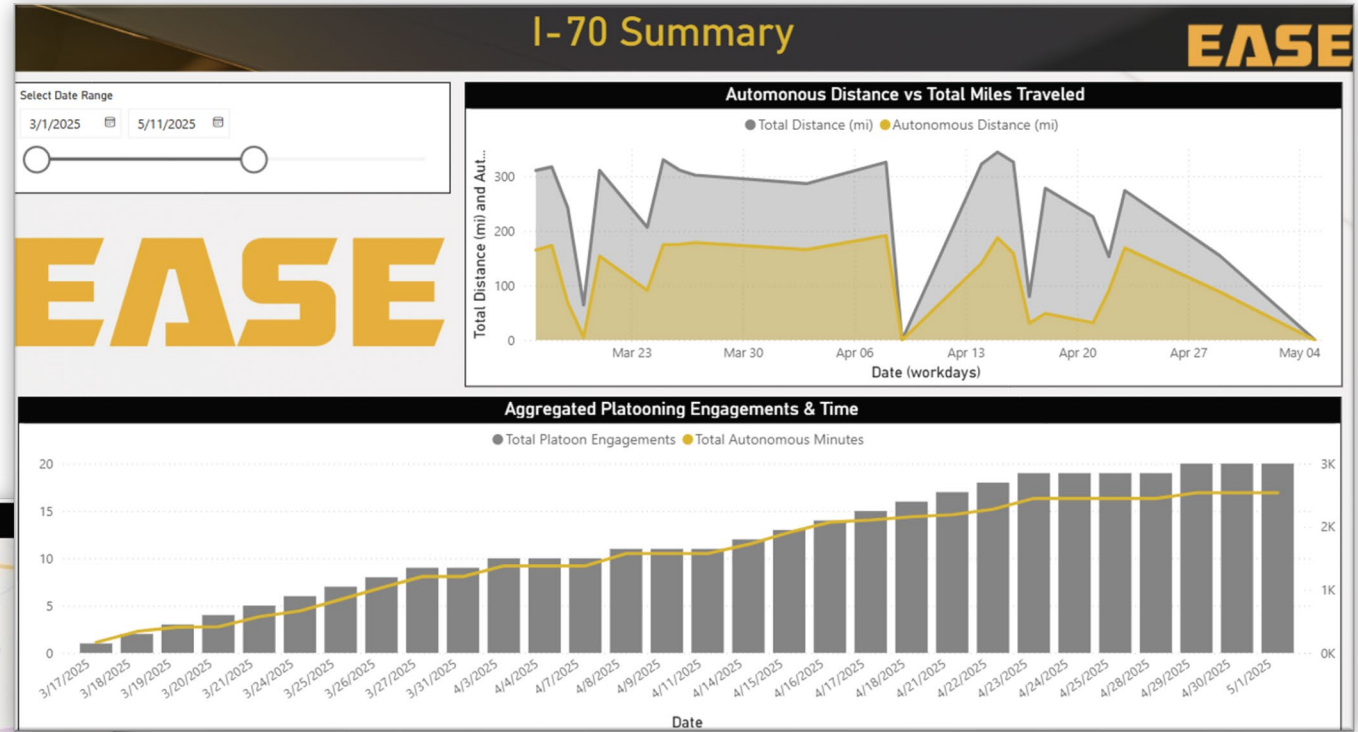 I-70 Summary
EASE
Select Date Range
3/1/2025
5/11/2025
EASE
Automonous Distance vs Total Miles Traveled
Total Distance (mi) Autonomous Distance (mi)
Total Distance (mi) and Aut...
300
200
100
0
Mar 23 Mar 30 Apr 06 Apr 13 Apr 20 Apr 27 May 04
Date (workdays)
Aggregated Platooning Engagements & Time
Total Platoon Engagements Total Autonomous Minutes
20
15
10
5
0
3K
2K
1K
0K
3/17/2025 3/18/2025 3/19/2025 3/20/2025 3/21/2025 3/24/2025 3/25/2025 3/26/2025 3/27/2025 3/31/2025 4/3/2025 4/4/2025 4/7/2025 4/8/2025 4/9/2025 4/11/2025 4/14/2025 4/15/2025 4/16/2025 4/17/2025 4/18/2025 4/21/2025 4/22/2025 4/23/2025 4/24/2025 4/25/2025 4/28/2025 4/29/2025 4/30/2025 5/1/2025
Date